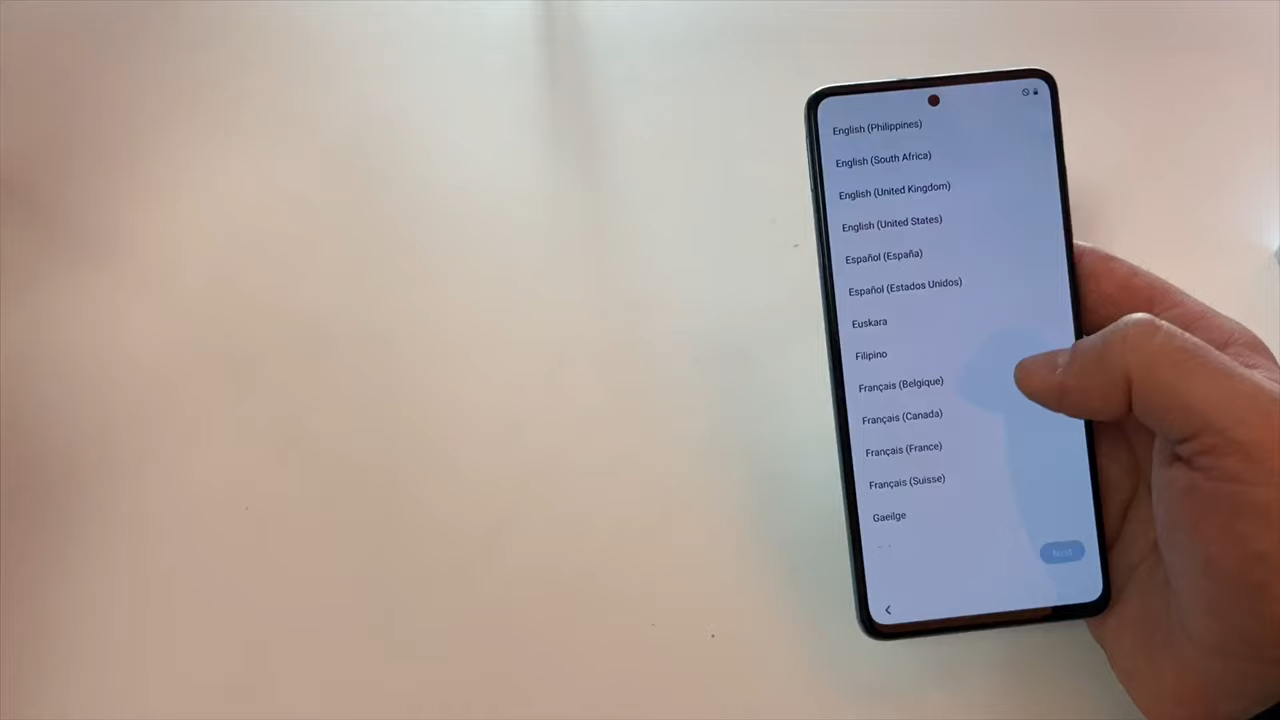 English (Philippines)
English (South Africa)
English (United Kingdom)
English (United States)
Español (España)
Español (Estados Unidos)
Euskara
Filipino
Français (Belgique)
Français (Canada)
Français (France)
Français (Suisse)
Gaeilge
Next